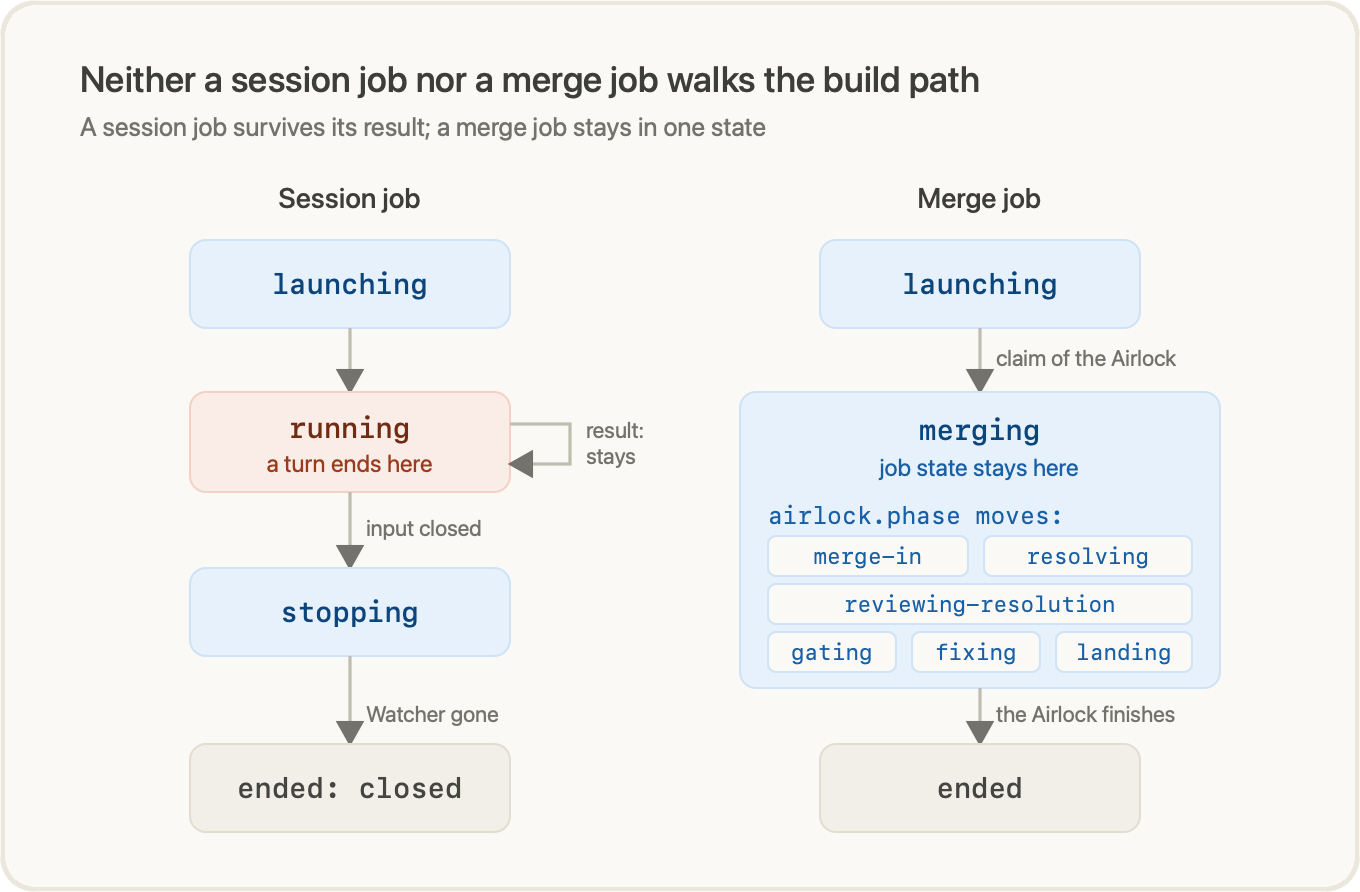 Neither a session job nor a merge job walks the build path
A session job survives its result; a merge job stays in one state
Session job
launching
running
a turn ends here
result:
stays
input closed
stopping
Watcher gone
ended: closed
Merge job
launching
claim of the Airlock
merging
job state stays here
airlock.phase moves:
merge-in
resolving
reviewing-resolution
gating
fixing
landing
the Airlock finishes
ended